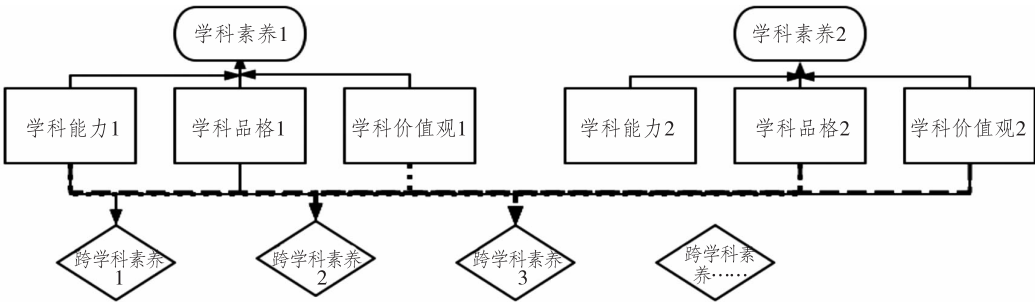 学科素养1
学科素养2
学科能力1
学科品格1
学科价值观1
学科能力2
学科品格2
学科价值观2
跨学科素养
1
跨学科素养
2
跨学科素养
3
跨学科素
养……